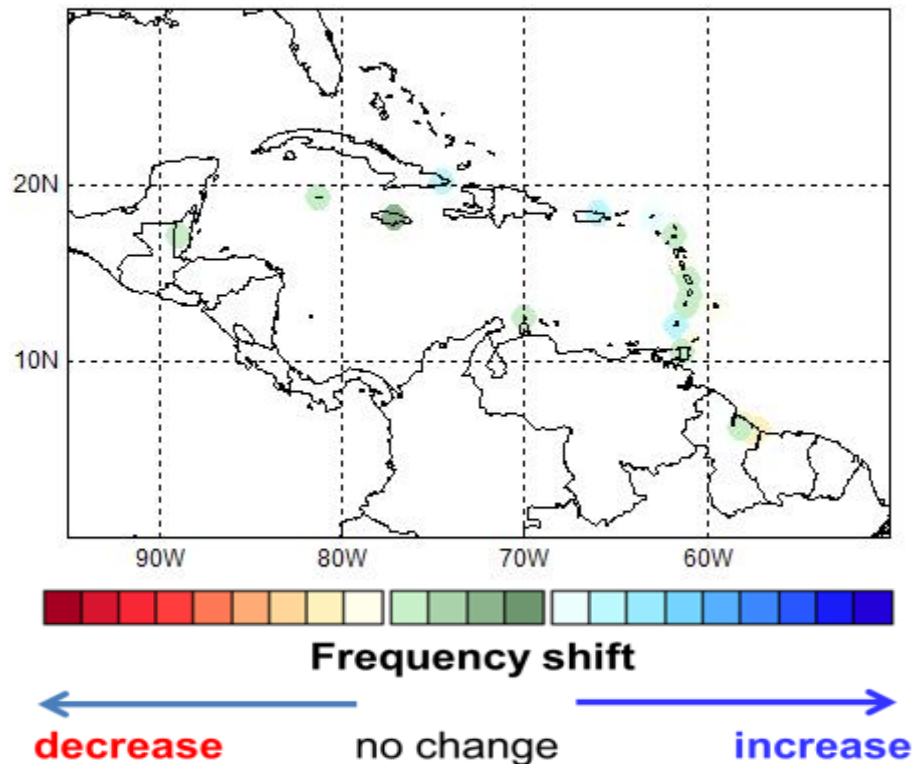 20N
10N
90W 80W 70W 60W
Frequency shift
decrease no change increase